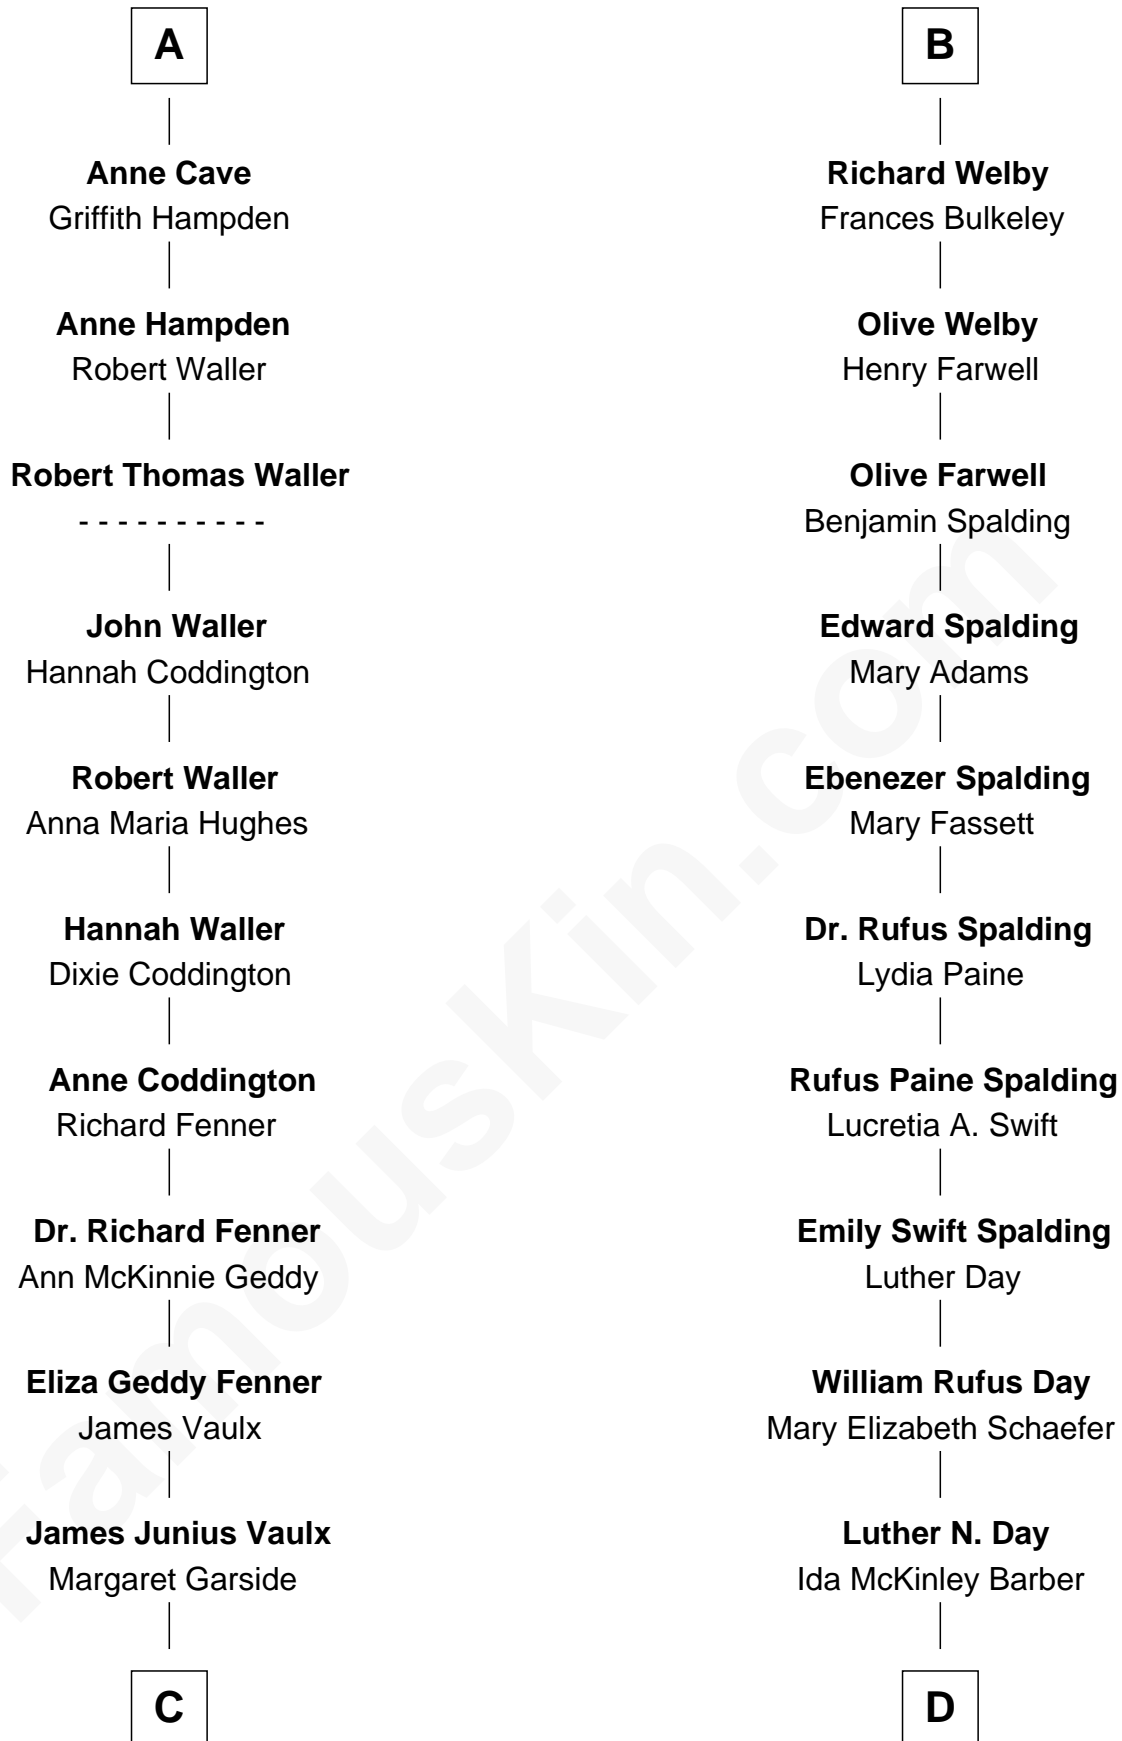 A
Anne Cave
Griffith Hampden
Anne Hampden
Robert Waller
Robert Thomas Waller
- - - - - - - - - -
John Waller
Hannah Coddington
Robert Waller
Anna Maria Hughes
Hannah Waller
Dixie Coddington
Anne Coddington
Richard Fenner
Dr. Richard Fenner
Ann McKinnie Geddy
Eliza Geddy Fenner
James Vaulx
James Junius Vaulx
Margaret Garside
C
B
Richard Welby
Frances Bulkeley
Olive Welby
Henry Farwell
Olive Farwell
Benjamin Spalding
Edward Spalding
Mary Adams
Ebenezer Spalding
Mary Fassett
Dr. Rufus Spalding
Lydia Paine
Rufus Paine Spalding
Lucretia A. Swift
Emily Swift Spalding
Luther Day
William Rufus Day
Mary Elizabeth Schaefer
Luther N. Day
Ida McKinley Barber
D
FamousKin.com